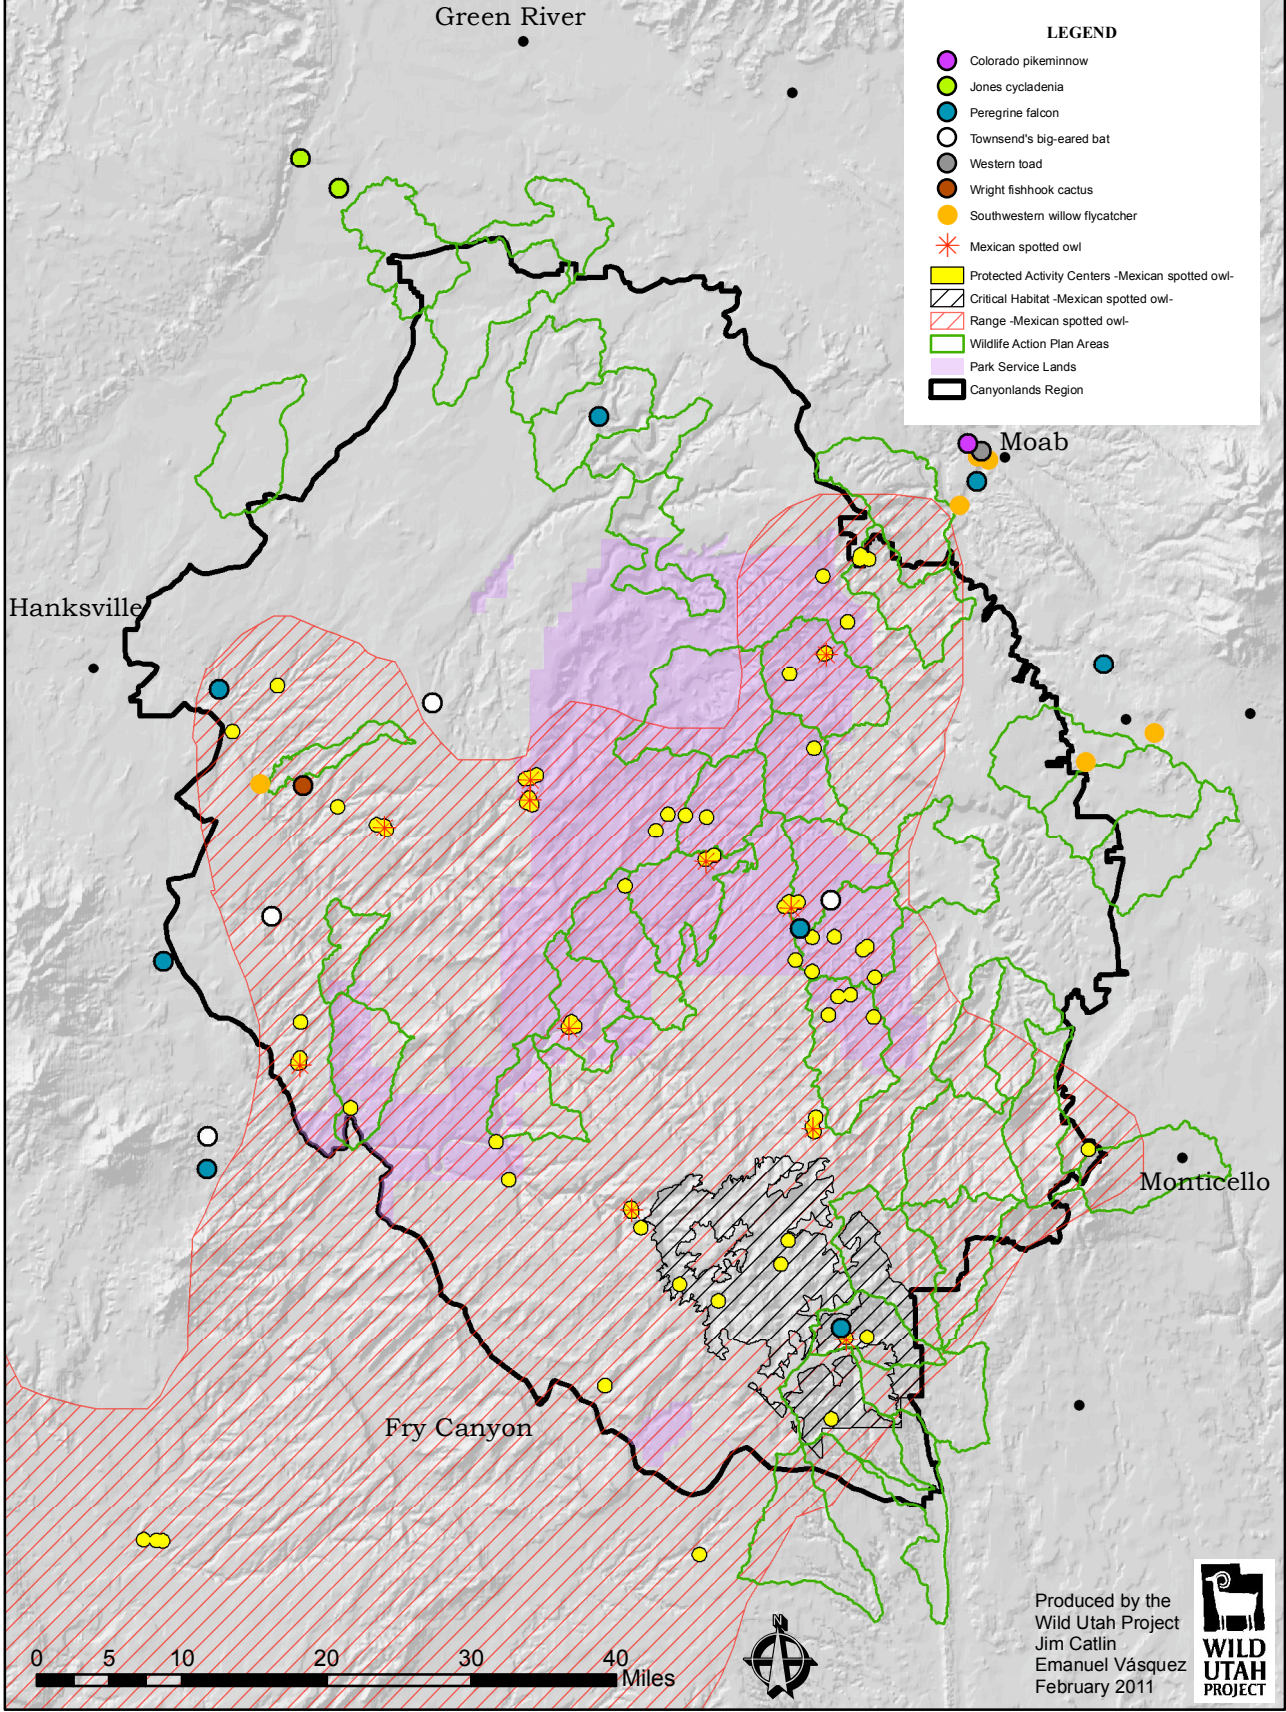 Green River
LEGEND
Colorado pikeminnow
Jones cycladenia
Peregrine falcon
Townsend's big-eared bat
Western toad
Wright fishhook cactus
Southwestern willow flycatcher
Mexican spotted owl
Protected Activity Centers -Mexican spotted owl-
Critical Habitat -Mexican spotted owl-
Range -Mexican spotted owl-
Wildlife Action Plan Areas
Park Service Lands
Canyonlands Region
Moab
Hanksville
Monticello
Fry Canyon
0 5 10 20 30 40
Miles
N
Produced by the
Wild Utah Project
Jim Catlin
Emanuel Vásquez
February 2011
WILD
UTAH
PROJECT